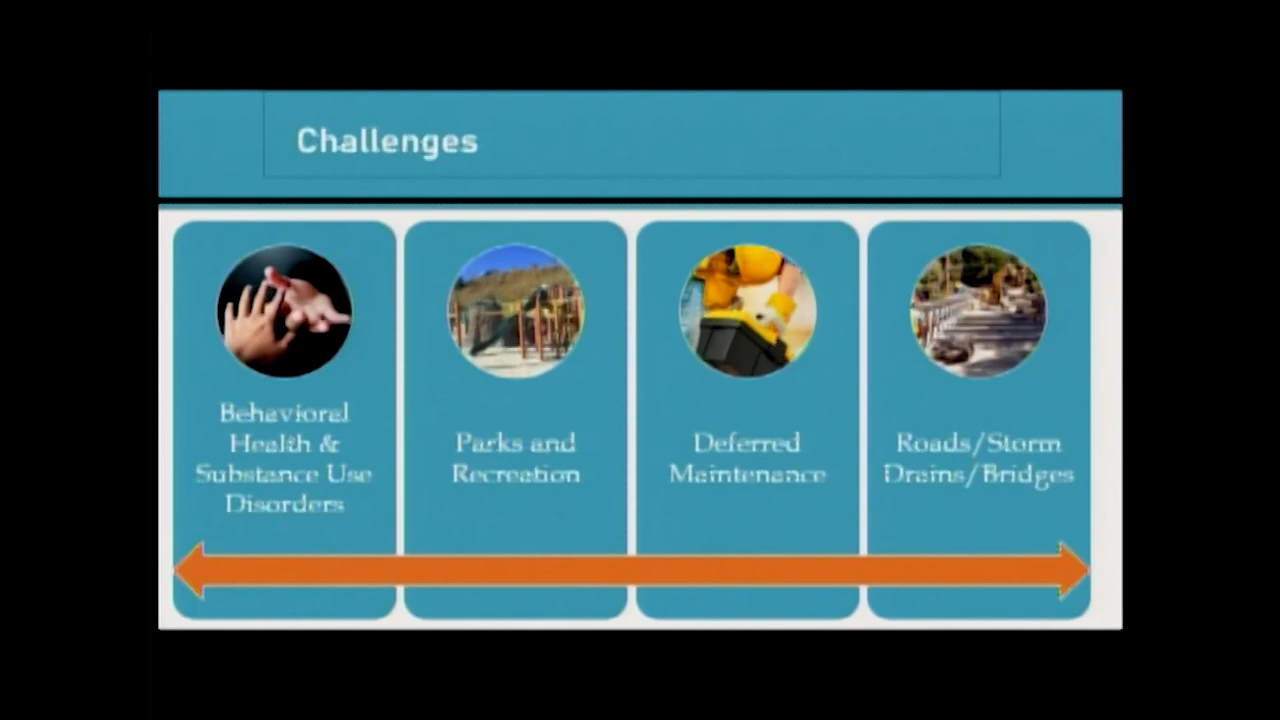 Challenges
Behavioral
Health &
Substance Use
Disorders
Parks and
Recreation
Deferred
Maintenance
Roads/Storm
Drains/Bridges